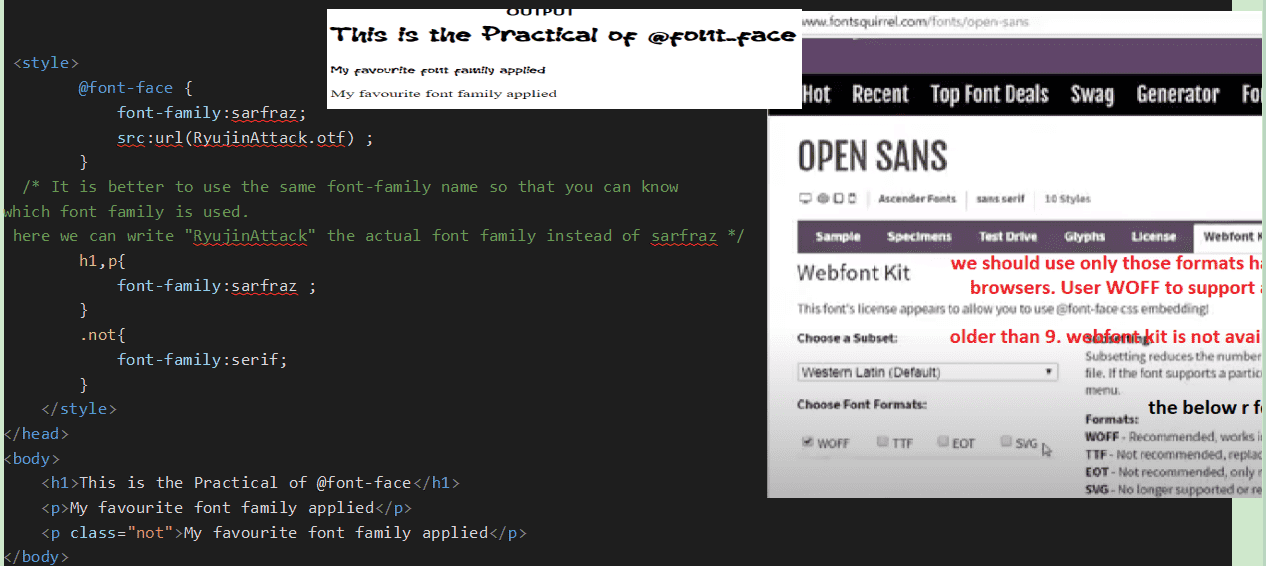 <style>
@font-face {
font-family:sarfraz;
src:url(RyujinAttack.otf) ;
}
/* It is better to use the same font-family name so that you can know
which font family is used.
here we can write "RyujinAttack" the actual font family instead of sarfraz */
h1,p{
font-family:sarfraz ;
}
.not{
font-family:serif;
}
</style>
</head>
<body>
<h1>This is the Practical of @font-face</h1>
<p>My favourite font family applied</p>
<p class="not">My favourite font family applied</p>
</body>
OUTPUT
This is the Practical of @font-face
My favourite font family applied
My favourite font family applied
www.fontsquirrel.com/fonts/open-sans
Hot Recent Top Font Deals Swag Generator Fo
OPEN SANS
Ascender Fonts sans serif 10 Styles
Sample Specimens Test Drive Glyphs License Webfont K
Webfont Kit
we should use only those formats ha
browsers. User WOFF to support a
This font's license appears to allow you to use @font-face css embedding!
older than 9. webfont kit is not avai
Choose a Subset:
Subsetting:
Western Latin (Default)
Subsetting reduces the number
file. If the font supports a partic
menu.
Choose Font Formats:
the below r f
WOFF TTF EOT SVG
Formats:
WOFF - Recommended, works i
TTF - Not recommended, replac
EOT - Not recommended, only
SVG - No longer supported or re